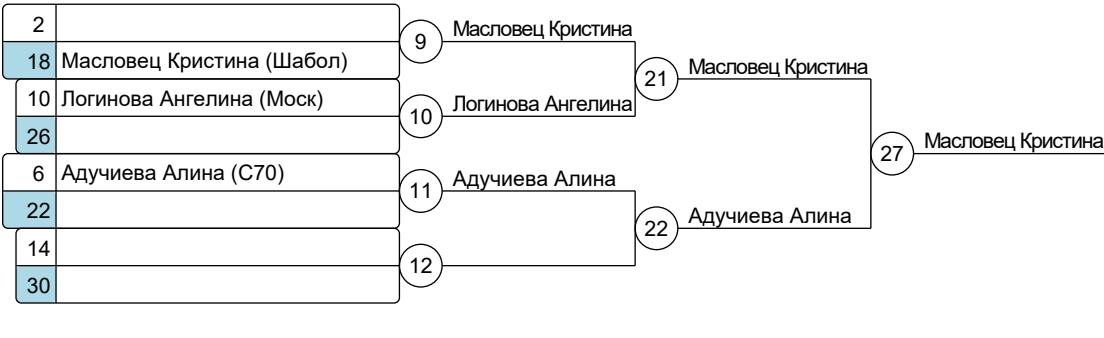 2
9
Масловец Кристина
18 Масловец Кристина (Шабол)
21
Масловец Кристина
10 Логинова Ангелина (Моск)
10
Логинова Ангелина
26
27
Масловец Кристина
6 Адучиева Алина (С70)
11
Адучиева Алина
22
22
Адучиева Алина
14
12
30